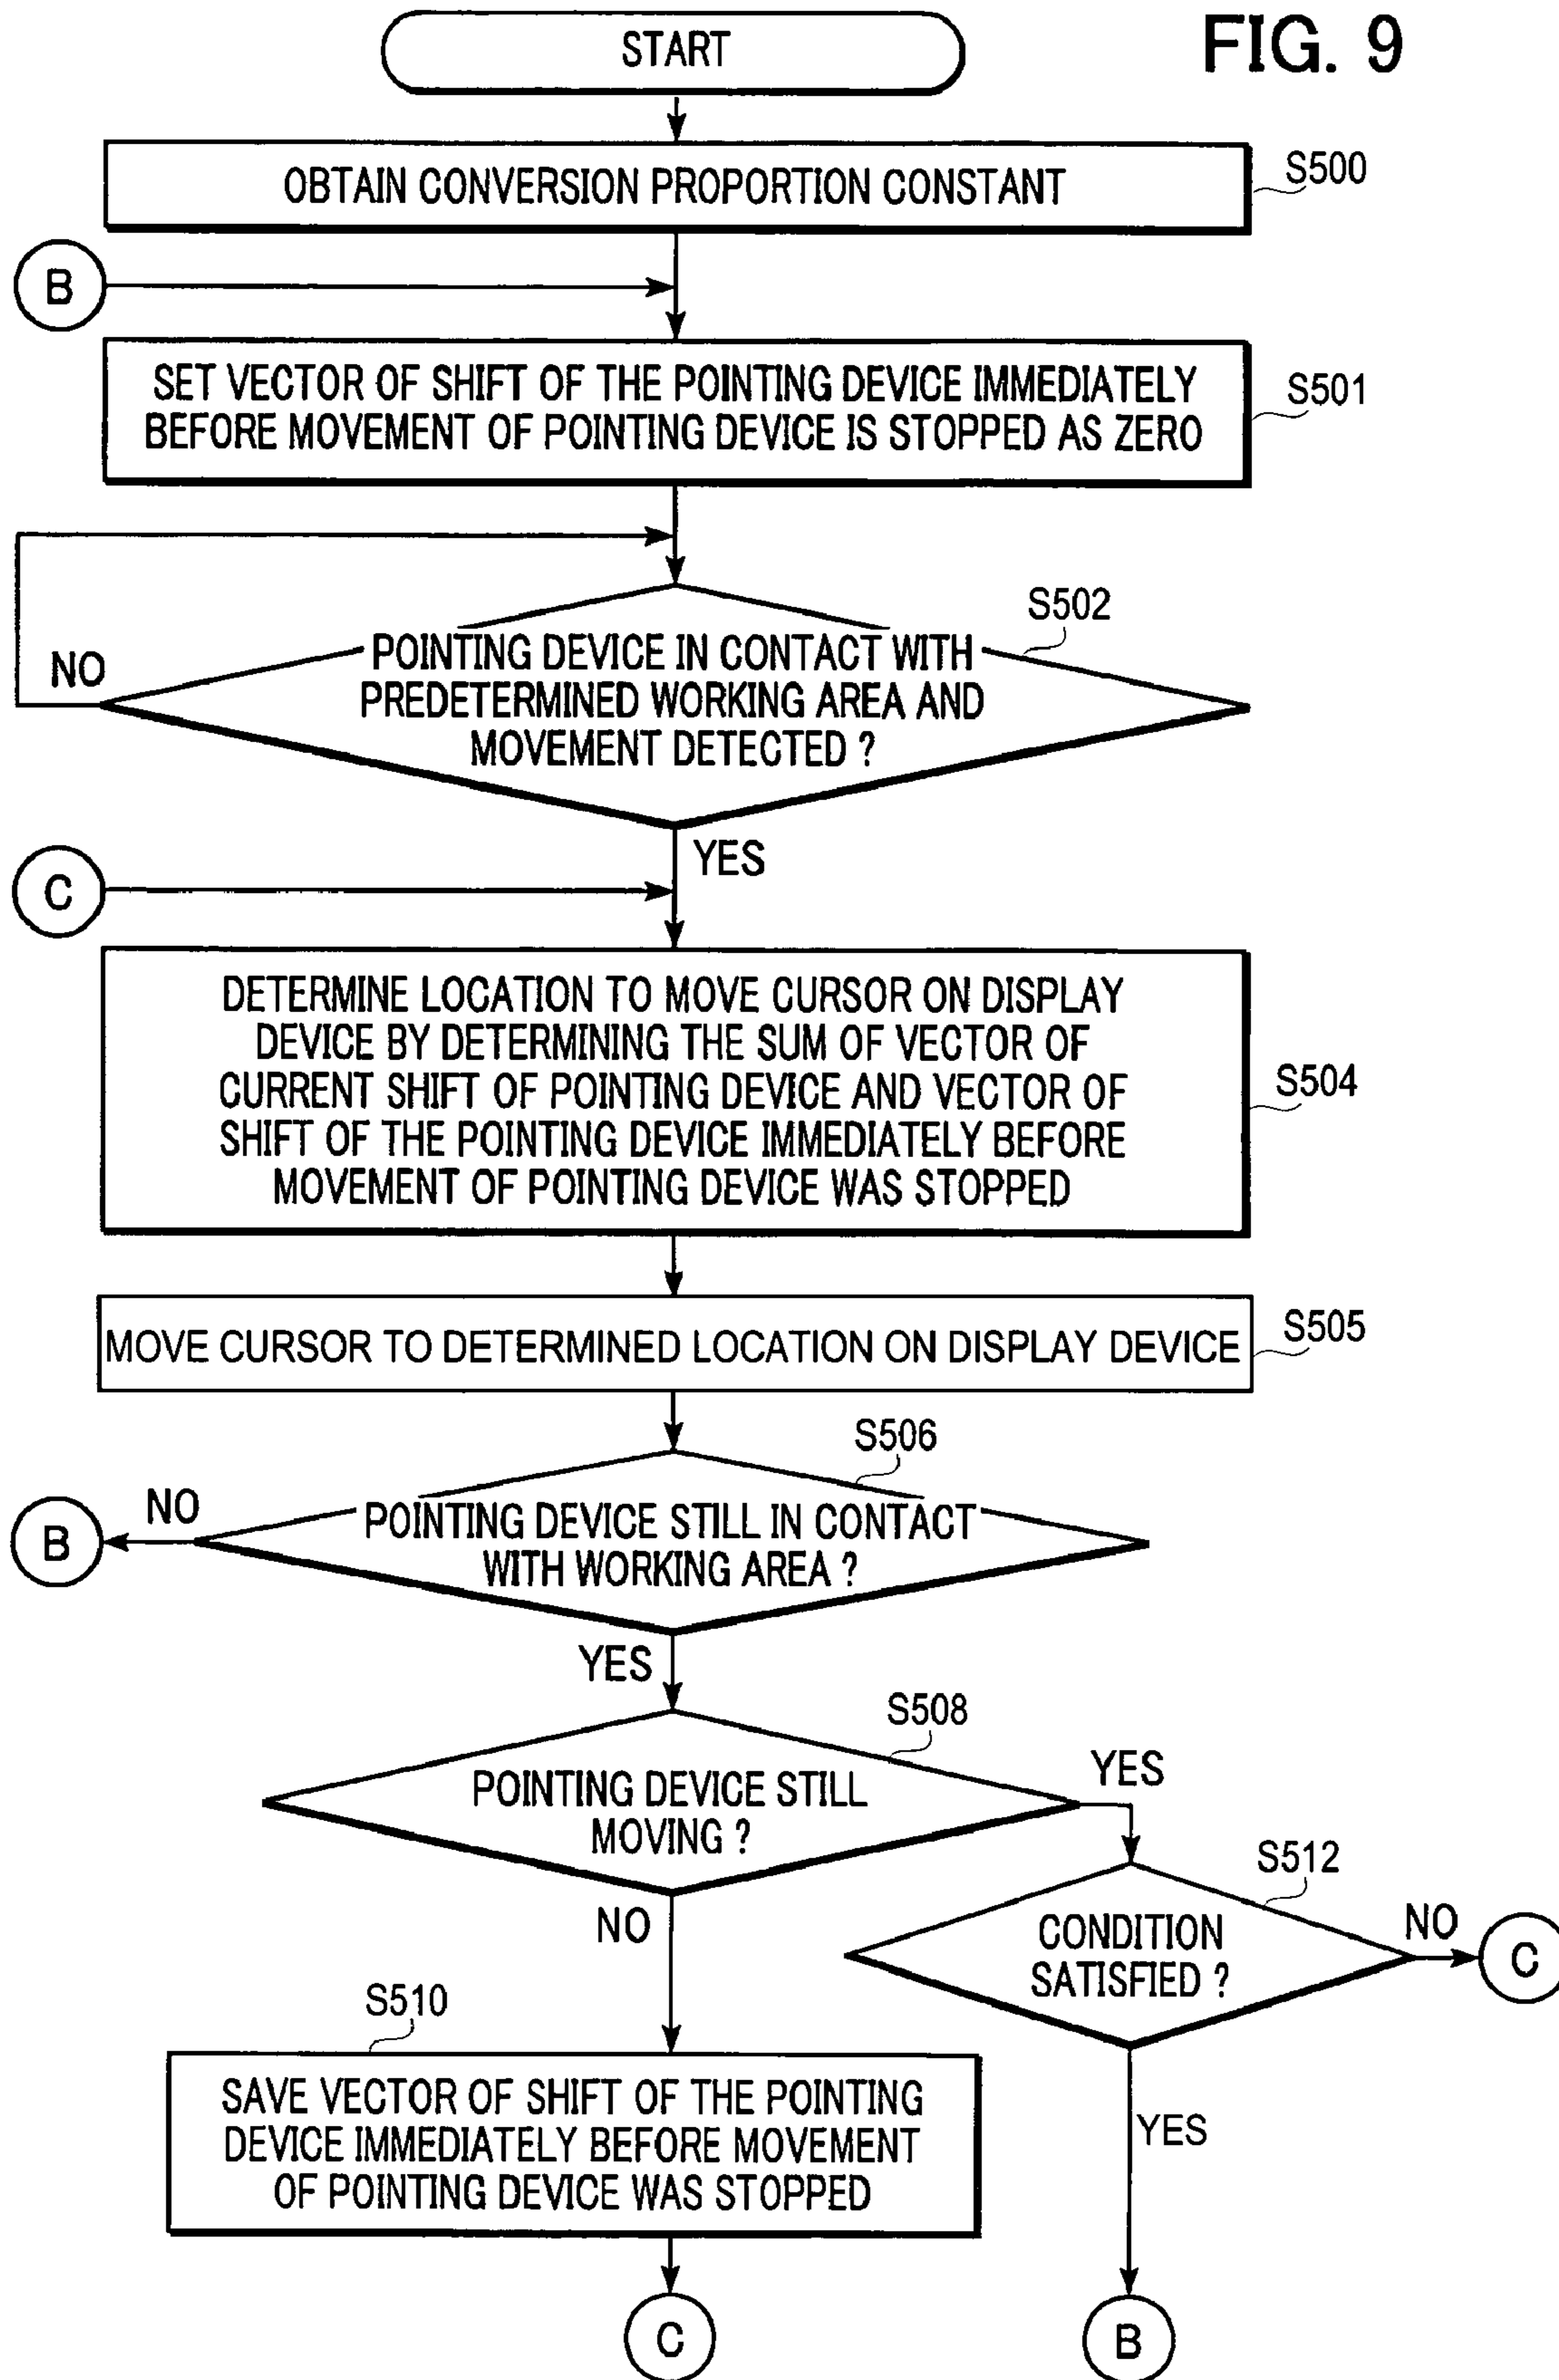 FIG. 9
START
OBTAIN CONVERSION PROPORTION CONSTANT
S500
B
SET VECTOR OF SHIFT OF THE POINTING DEVICE IMMEDIATELY
BEFORE MOVEMENT OF POINTING DEVICE IS STOPPED AS ZERO
S501
S502
NO
POINTING DEVICE IN CONTACT WITH
PREDETERMINED WORKING AREA AND
MOVEMENT DETECTED ?
YES
C
DETERMINE LOCATION TO MOVE CURSOR ON DISPLAY
DEVICE BY DETERMINING THE SUM OF VECTOR OF
CURRENT SHIFT OF POINTING DEVICE AND VECTOR OF
SHIFT OF THE POINTING DEVICE IMMEDIATELY BEFORE
MOVEMENT OF POINTING DEVICE WAS STOPPED
S504
MOVE CURSOR TO DETERMINED LOCATION ON DISPLAY DEVICE
S505
S506
B
NO
POINTING DEVICE STILL IN CONTACT
WITH WORKING AREA ?
YES
S508
POINTING DEVICE STILL
MOVING ?
YES
S512
NO
CONDITION
SATISFIED ?
NO
C
S510
SAVE VECTOR OF SHIFT OF THE POINTING
DEVICE IMMEDIATELY BEFORE MOVEMENT
OF POINTING DEVICE WAS STOPPED
YES
C
B